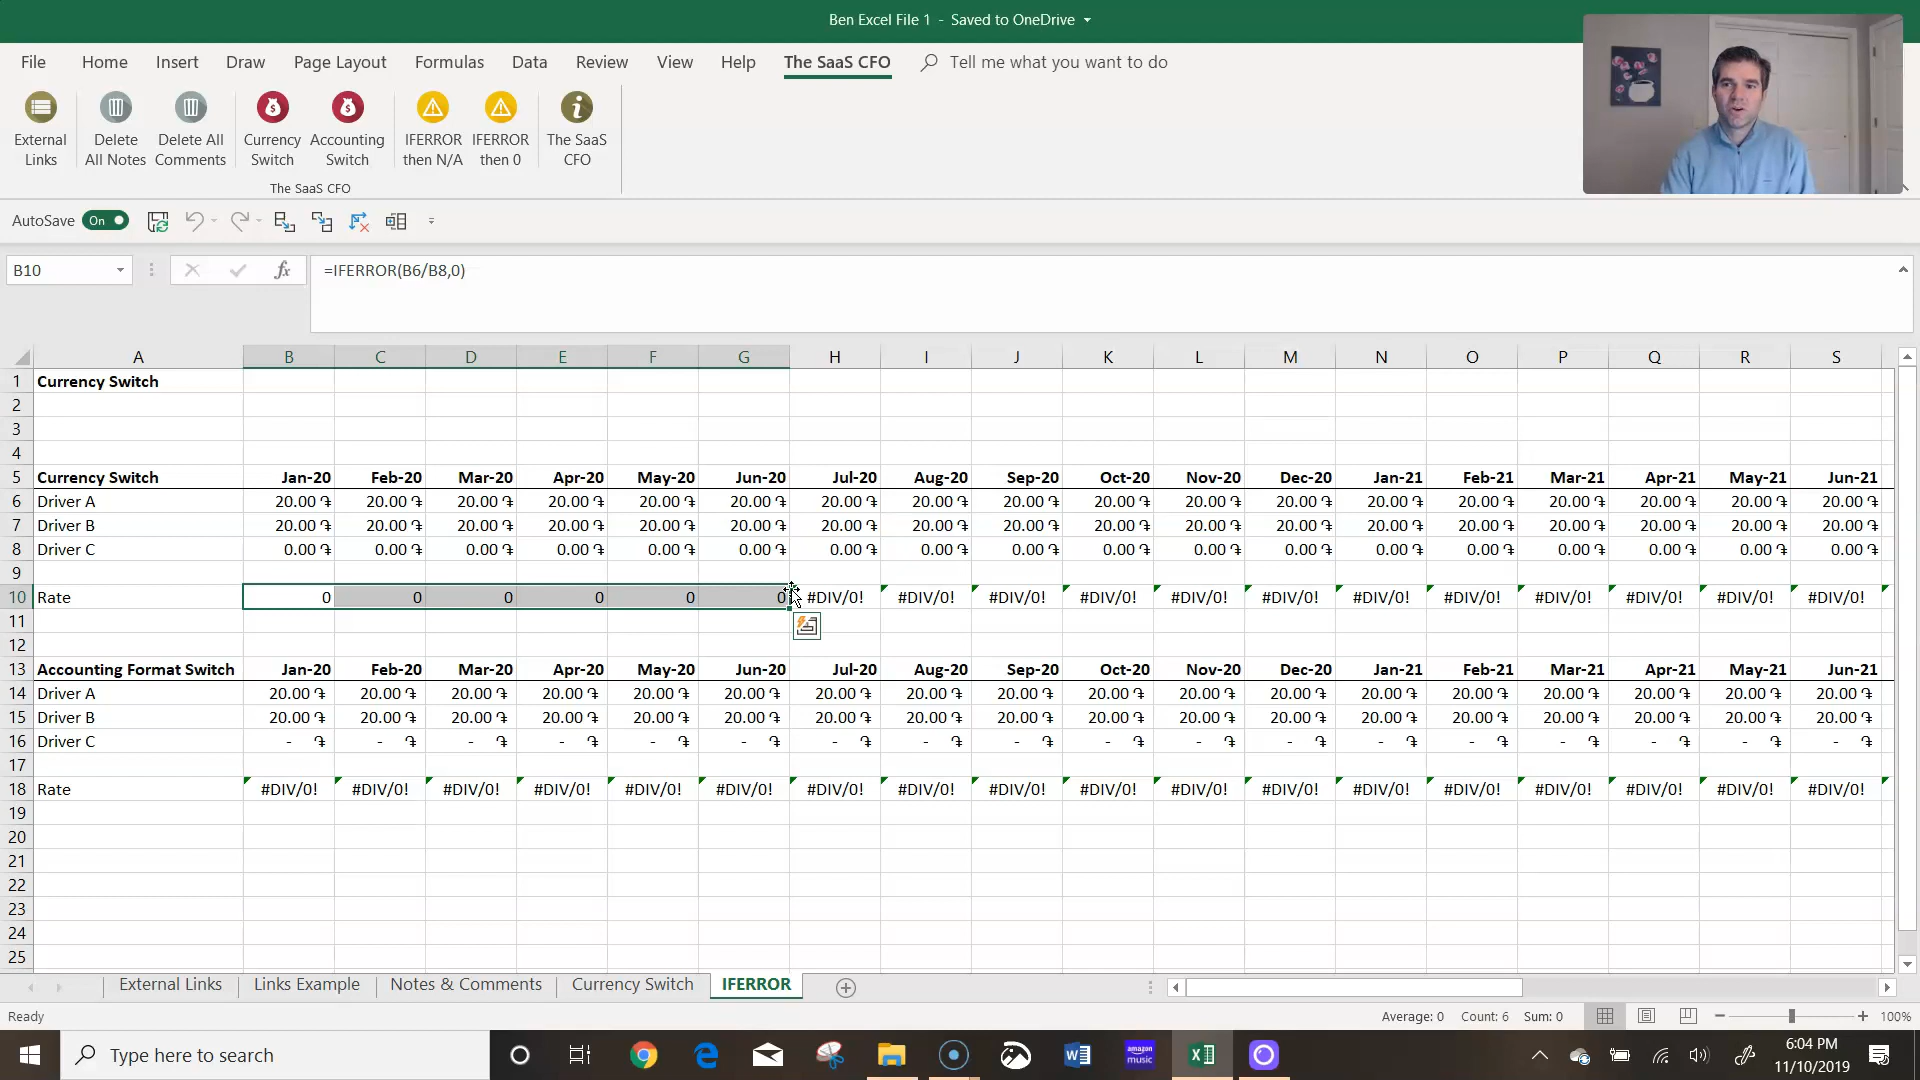 Ben Excel File 1 - Saved to OneDrive
File Home Insert Draw Page Layout Formulas Data Review View Help The SaaS CFO Tell me what you want to do
External Links
Delete All Notes
Delete All Comments
Currency Switch
Accounting Switch
IFERROR then N/A
IFERROR then 0
The SaaS CFO
The SaaS CFO
AutoSave On
B10 fx =IFERROR(B6/B8,0)
A B C D E F G H I J K L M N O P Q R S
1 Currency Switch
2
3
4
5 Currency Switch Jan-20 Feb-20 Mar-20 Apr-20 May-20 Jun-20 Jul-20 Aug-20 Sep-20 Oct-20 Nov-20 Dec-20 Jan-21 Feb-21 Mar-21 Apr-21 May-21 Jun-21
6 Driver A 20.00 ֏ 20.00 ֏ 20.00 ֏ 20.00 ֏ 20.00 ֏ 20.00 ֏ 20.00 ֏ 20.00 ֏ 20.00 ֏ 20.00 ֏ 20.00 ֏ 20.00 ֏ 20.00 ֏ 20.00 ֏ 20.00 ֏ 20.00 ֏ 20.00 ֏ 20.00 ֏
7 Driver B 20.00 ֏ 20.00 ֏ 20.00 ֏ 20.00 ֏ 20.00 ֏ 20.00 ֏ 20.00 ֏ 20.00 ֏ 20.00 ֏ 20.00 ֏ 20.00 ֏ 20.00 ֏ 20.00 ֏ 20.00 ֏ 20.00 ֏ 20.00 ֏ 20.00 ֏ 20.00 ֏
8 Driver C 0.00 ֏ 0.00 ֏ 0.00 ֏ 0.00 ֏ 0.00 ֏ 0.00 ֏ 0.00 ֏ 0.00 ֏ 0.00 ֏ 0.00 ֏ 0.00 ֏ 0.00 ֏ 0.00 ֏ 0.00 ֏ 0.00 ֏ 0.00 ֏ 0.00 ֏ 0.00 ֏
9
10 Rate 0 0 0 0 0 0 #DIV/0! #DIV/0! #DIV/0! #DIV/0! #DIV/0! #DIV/0! #DIV/0! #DIV/0! #DIV/0! #DIV/0! #DIV/0! #DIV/0!
11
12
13 Accounting Format Switch Jan-20 Feb-20 Mar-20 Apr-20 May-20 Jun-20 Jul-20 Aug-20 Sep-20 Oct-20 Nov-20 Dec-20 Jan-21 Feb-21 Mar-21 Apr-21 May-21 Jun-21
14 Driver A 20.00 ֏ 20.00 ֏ 20.00 ֏ 20.00 ֏ 20.00 ֏ 20.00 ֏ 20.00 ֏ 20.00 ֏ 20.00 ֏ 20.00 ֏ 20.00 ֏ 20.00 ֏ 20.00 ֏ 20.00 ֏ 20.00 ֏ 20.00 ֏ 20.00 ֏ 20.00 ֏
15 Driver B 20.00 ֏ 20.00 ֏ 20.00 ֏ 20.00 ֏ 20.00 ֏ 20.00 ֏ 20.00 ֏ 20.00 ֏ 20.00 ֏ 20.00 ֏ 20.00 ֏ 20.00 ֏ 20.00 ֏ 20.00 ֏ 20.00 ֏ 20.00 ֏ 20.00 ֏ 20.00 ֏
16 Driver C - ֏ - ֏ - ֏ - ֏ - ֏ - ֏ - ֏ - ֏ - ֏ - ֏ - ֏ - ֏ - ֏ - ֏ - ֏ - ֏ - ֏ - ֏
17
18 Rate #DIV/0! #DIV/0! #DIV/0! #DIV/0! #DIV/0! #DIV/0! #DIV/0! #DIV/0! #DIV/0! #DIV/0! #DIV/0! #DIV/0! #DIV/0! #DIV/0! #DIV/0! #DIV/0! #DIV/0! #DIV/0!
19
20
21
22
23
24
25
External Links Links Example Notes & Comments Currency Switch IFERROR
Ready Average: 0 Count: 6 Sum: 0 100%
Type here to search
amazon music
6:04 PM
11/10/2019